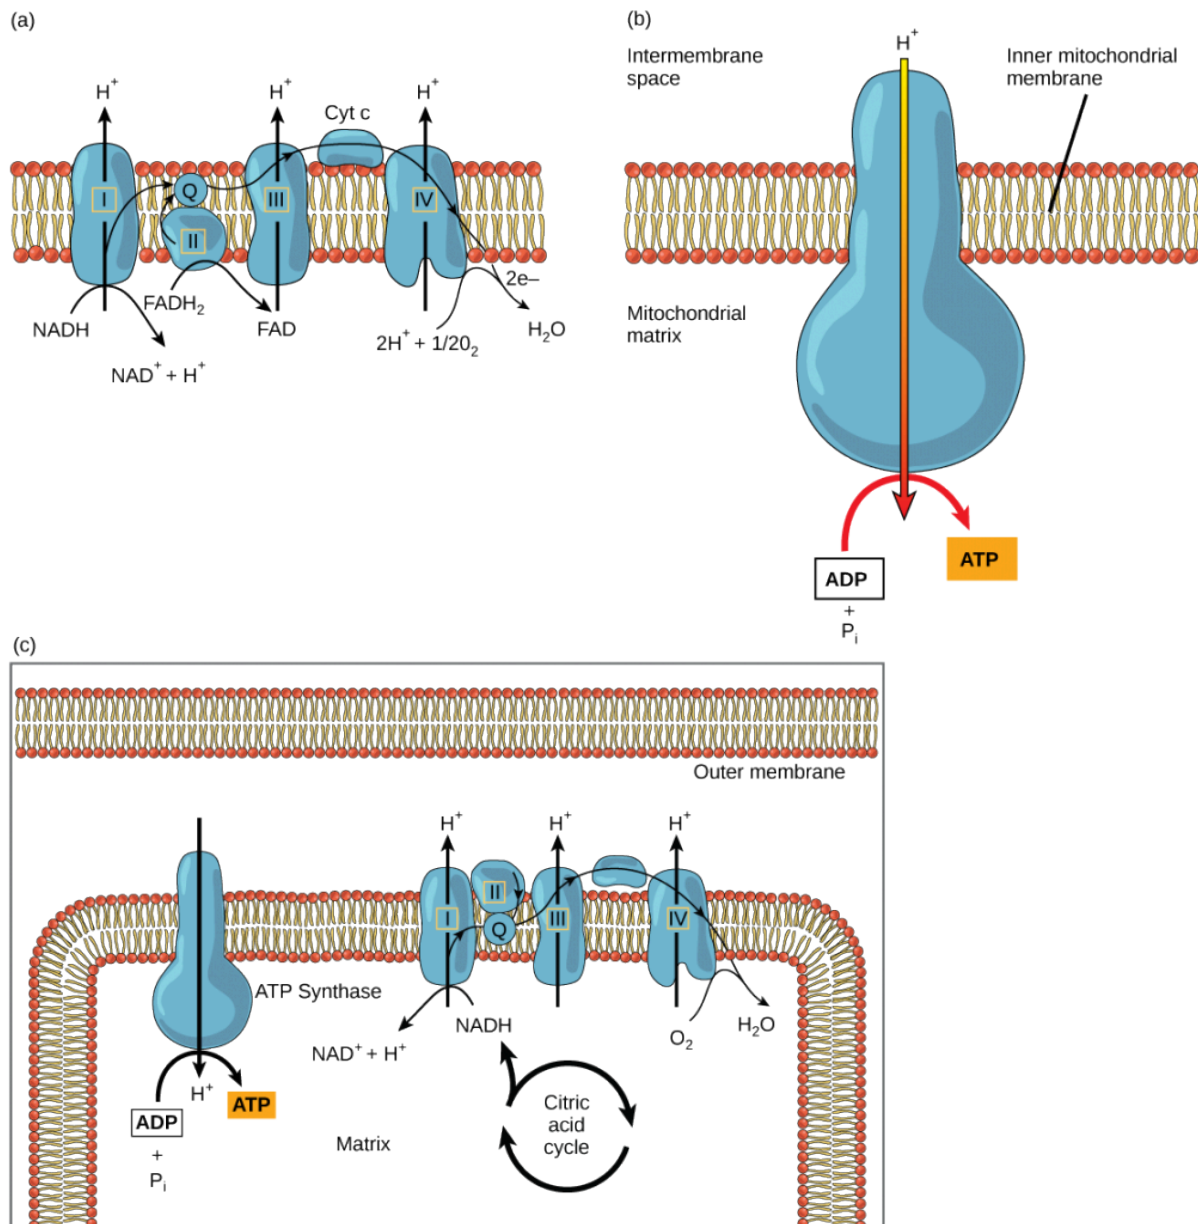 (a)
H⁺
H⁺
Cyt c
H⁺
I
Q
II
III
IV
NADH
FADH₂
FAD
NAD⁺ + H⁺
2e–
2H⁺ + 1/20₂
H₂O
(b)
Intermembrane
space
H⁺
Inner mitochondrial
membrane
Mitochondrial
matrix
ADP
+
Pᵢ
ATP
(c)
Outer membrane
H⁺
H⁺
H⁺
I
II
Q
III
IV
ATP Synthase
NADH
NAD⁺ + H⁺
O₂
H₂O
H⁺
ADP
+
Pᵢ
ATP
Matrix
Citric
acid
cycle